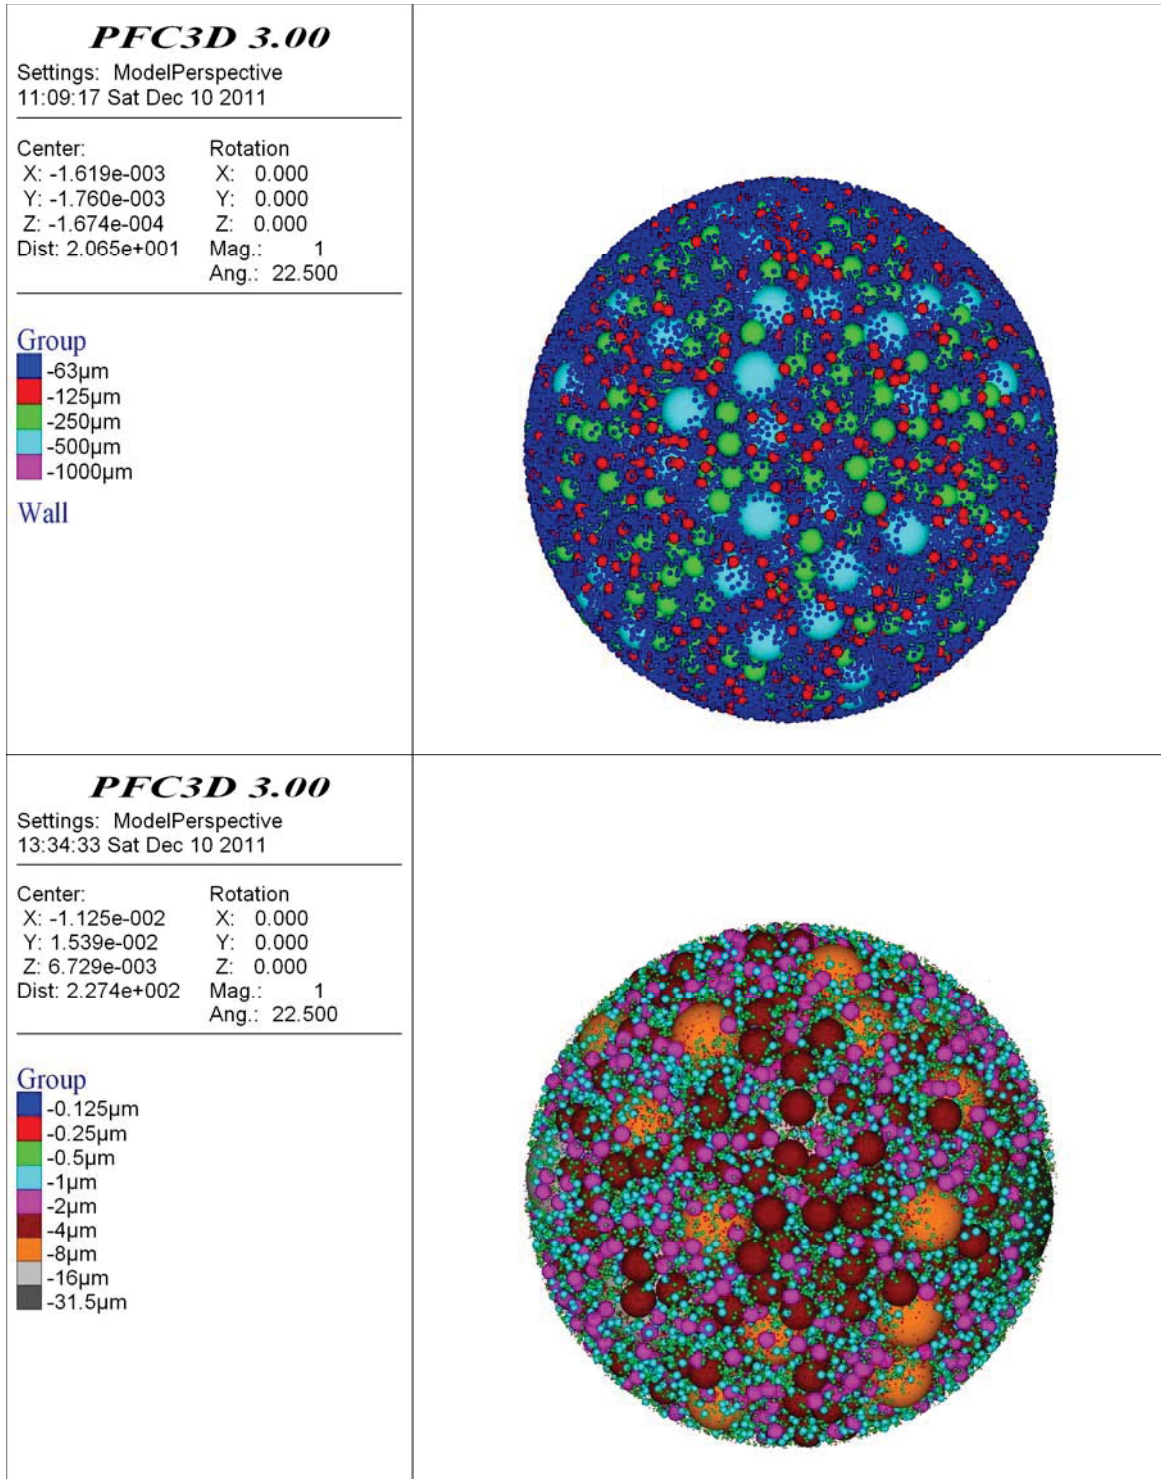 PFC3D 3.00
Settings: ModelPerspective
11:09:17 Sat Dec 10 2011
Center: Rotation
X: -1.619e-003 X: 0.000
Y: -1.760e-003 Y: 0.000
Z: -1.674e-004 Z: 0.000
Dist: 2.065e+001 Mag.: 1
Ang.: 22.500
Group
-63µm
-125µm
-250µm
-500µm
-1000µm
Wall
PFC3D 3.00
Settings: ModelPerspective
13:34:33 Sat Dec 10 2011
Center: Rotation
X: -1.125e-002 X: 0.000
Y: 1.539e-002 Y: 0.000
Z: 6.729e-003 Z: 0.000
Dist: 2.274e+002 Mag.: 1
Ang.: 22.500
Group
-0.125µm
-0.25µm
-0.5µm
-1µm
-2µm
-4µm
-8µm
-16µm
-31.5µm